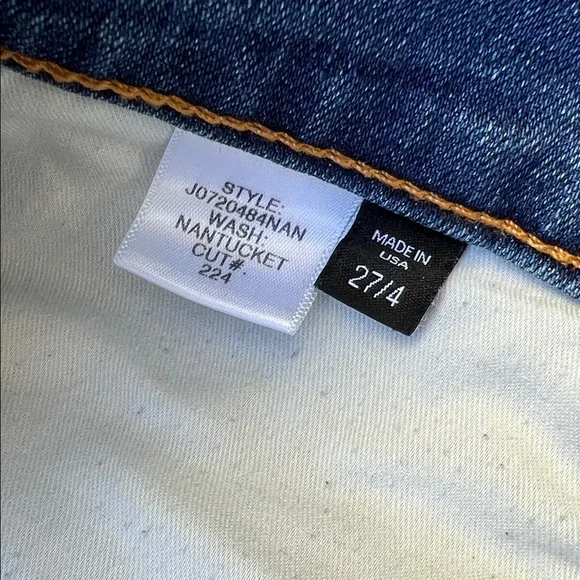 STYLE:
J0720484NAN
WASH:
NANTUCKET
CUT#:
224
MADE IN
USA
27/4